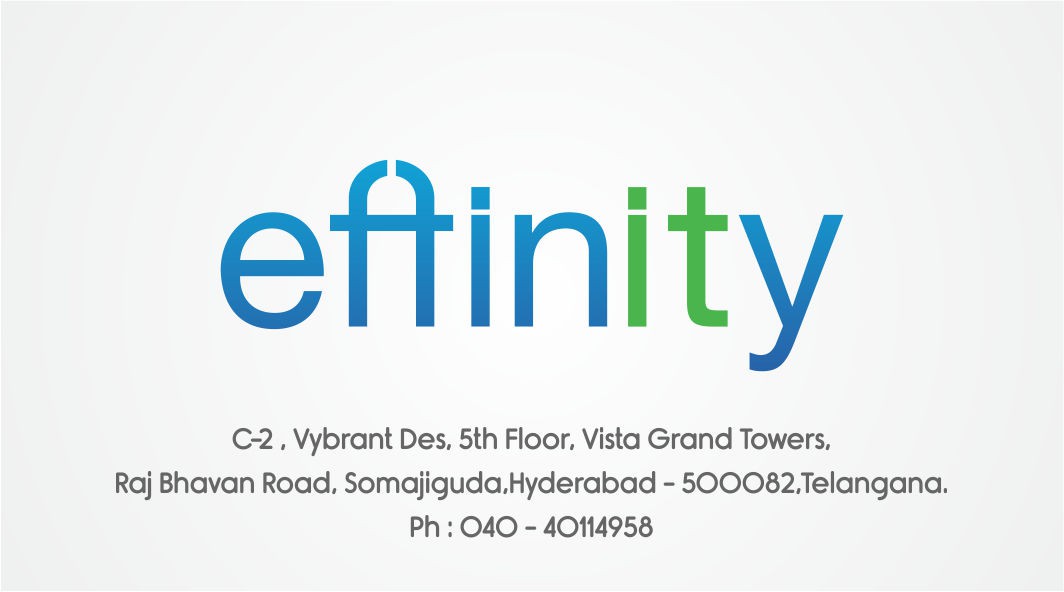 effinity
C-2 , Vybrant Des, 5th Floor, Vista Grand Towers,
Raj Bhavan Road, Somajiguda,Hyderabad - 500082,Telangana.
Ph : 040 - 40114958